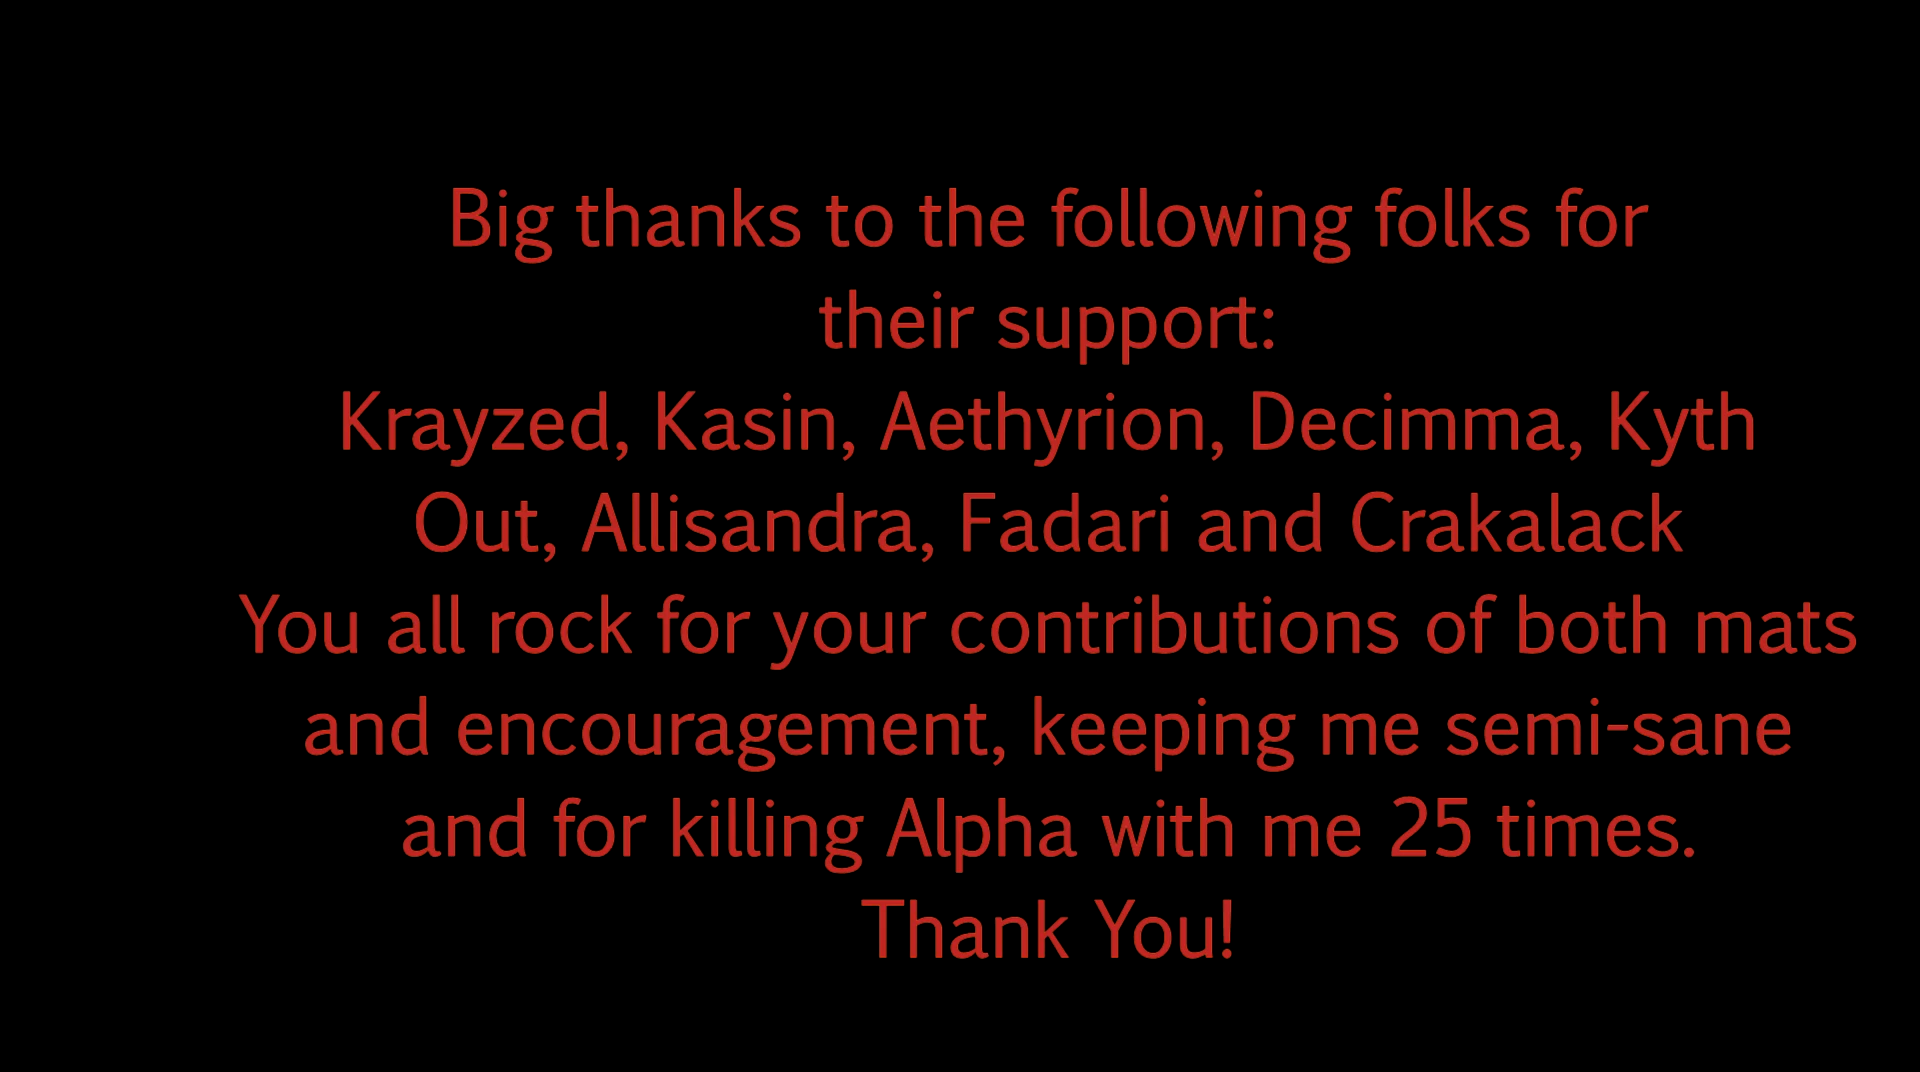 Big thanks to the following folks for
their support:
Krayzed, Kasin, Aethyrion, Decimma, Kyth
Out, Allisandra, Fadari and Crakalack
You all rock for your contributions of both mats
and encouragement, keeping me semi-sane
and for killing Alpha with me 25 times.
Thank You!